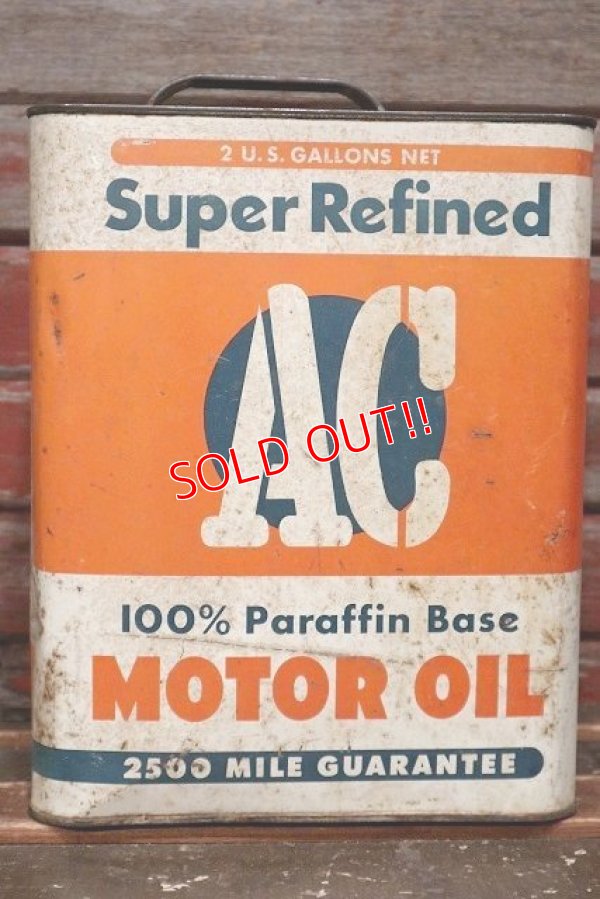 2 U.S. GALLONS NET
Super Refined
AC
SOLD OUT!!
100% Paraffin Base
MOTOR OIL
2500 MILE GUARANTEE